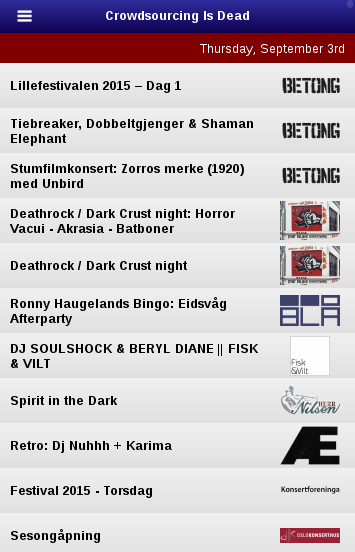 Crowdsourcing Is Dead
Thursday, September 3rd
Lillefestivalen 2015 – Dag 1
BETONG
Tiebreaker, Dobbeltgjenger & Shaman
Elephant
BETONG
Stumfilmkonsert: Zorros merke (1920)
med Unbird
BETONG
Deathrock / Dark Crust night: Horror
Vacui - Akrasia - Batboner
Deathrock / Dark Crust night
Ronny Haugelands Bingo: Eidsvåg
Afterparty
BLA
DJ SOULSHOCK & BERYL DIANE || FISK
& VILT
Fisk
&Vilt
Spirit in the Dark
HERR
Nilsen
Retro: Dj Nuhhh + Karima
Æ
Festival 2015 - Torsdag
Konsertforeninga
Sesongåpning
OSLOKONSERTHUS